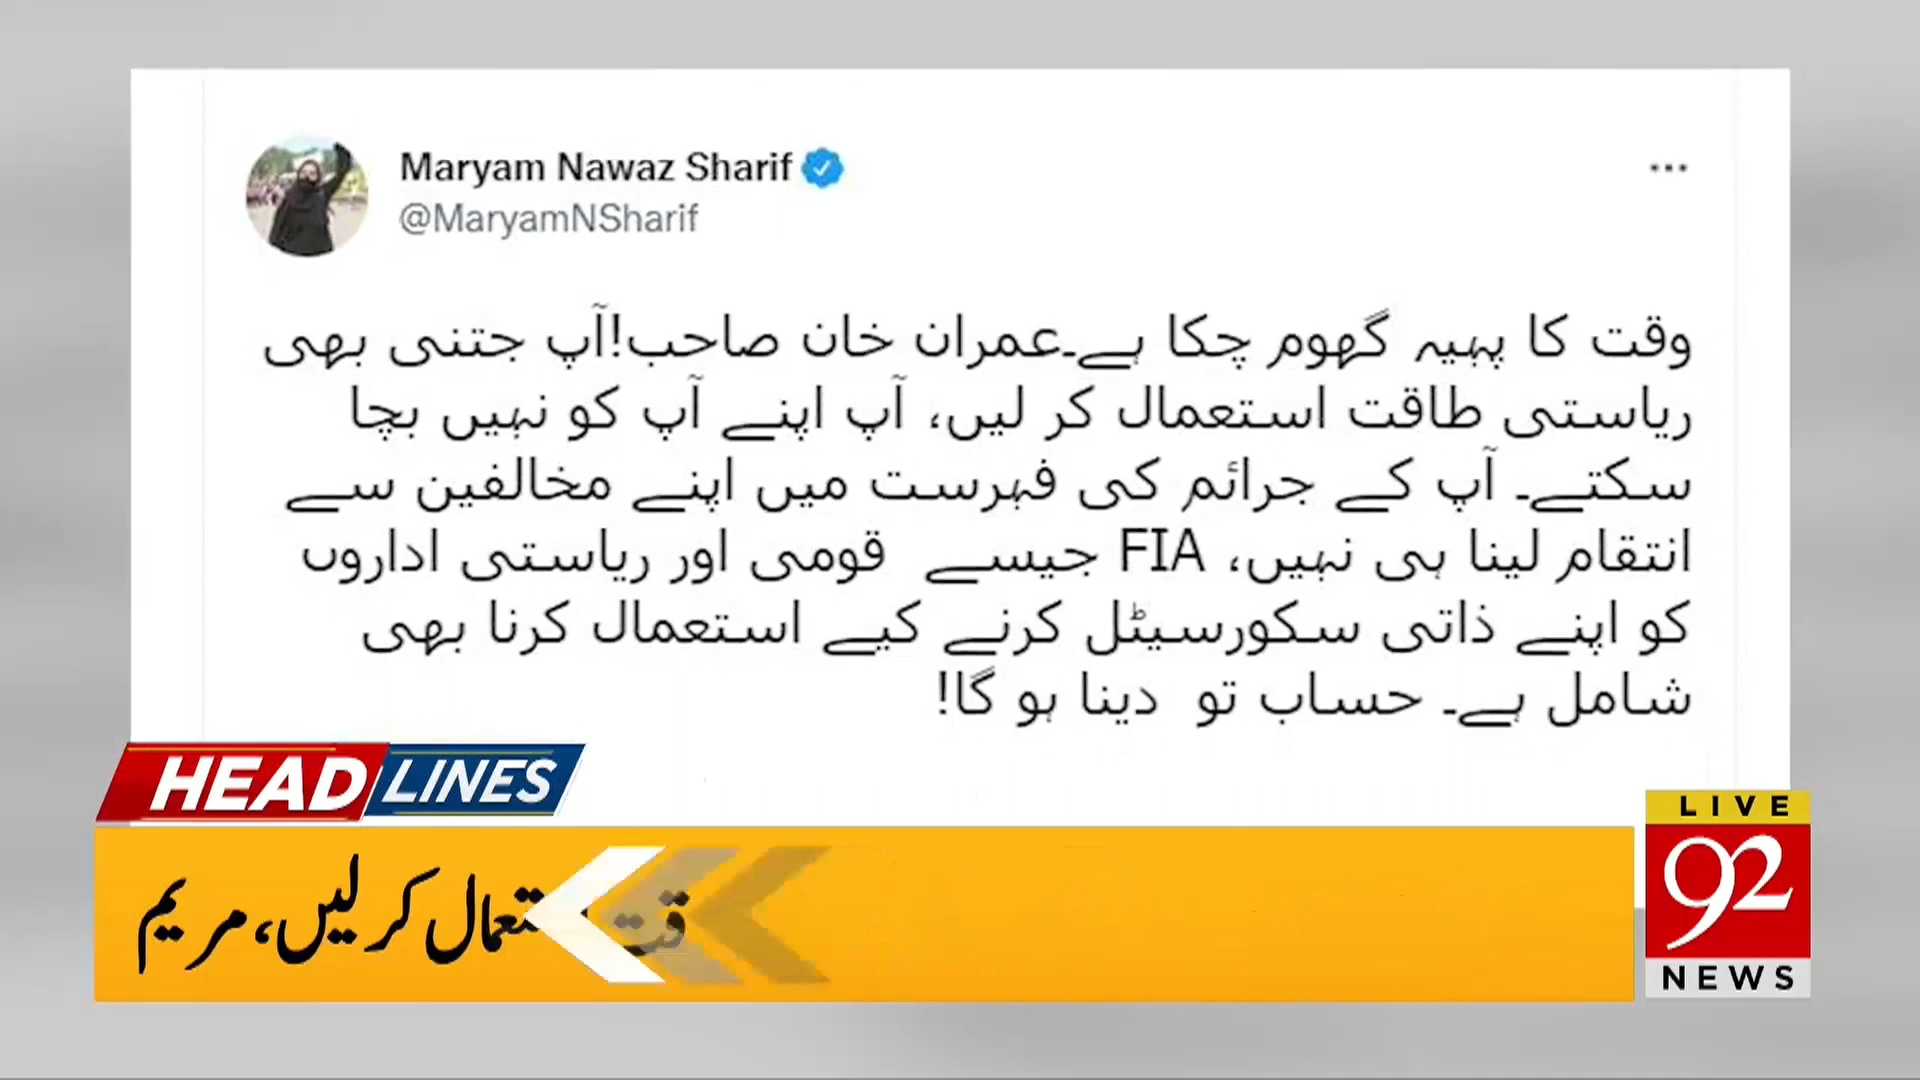 Maryam Nawaz Sharif
@MaryamNSharif
وقت کا پہیہ گھوم چکا ہے۔عمران خان صاحب!آپ جتنی بھی
ریاستی طاقت استعمال کر لیں، آپ اپنے آپ کو نہیں بچا
سکتے۔ آپ کے جرائم کی فہرست میں اپنے مخالفین سے
انتقام لینا ہی نہیں، FIA جیسے قومی اور ریاستی اداروں
کو اپنے ذاتی سکورسیٹل کرنے کیے استعمال کرنا بھی
شامل ہے۔ حساب تو دینا ہو گا!
HEADLINES
کرلیں، مریم
LIVE
92
NEWS